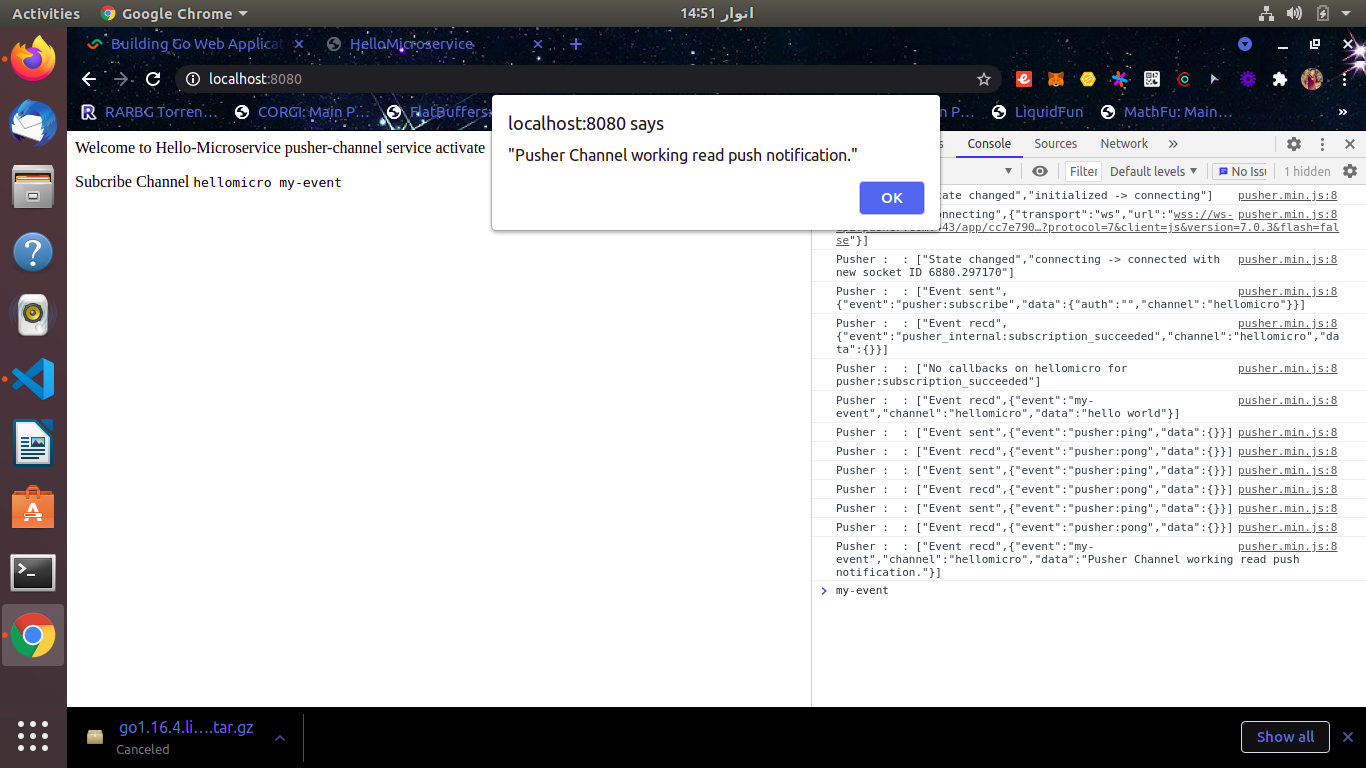 Activities
Google Chrome
14:51 اتوار
Building Go Web Applicat
HelloMicroservice
localhost:8080
RARBG Torren…
CORGI: Main P…
FlatBuffers:
n P…
LiquidFun
MathFu: Main…
»
localhost:8080 says
"Pusher Channel working read push notification."
OK
Welcome to Hello-Microservice pusher-channel service activate
Subcribe Channel hellomicro my-event
Console
Sources
Network
»
Filter
Default levels
No Issu
1 hidden
tate changed","initialized -> connecting"] pusher.min.js:8
onnecting",{"transport":"ws","url":"wss://ws- pusher.min.js:8
43/app/cc7e790…?protocol=7&client=js&version=7.0.3&flash=fal
se"}]
Pusher :  : ["State changed","connecting -> connected with pusher.min.js:8
new socket ID 6880.297170"]
Pusher :  : ["Event sent", pusher.min.js:8
{"event":"pusher:subscribe","data":{"auth":"","channel":"hellomicro"}}]
Pusher :  : ["Event recd", pusher.min.js:8
{"event":"pusher_internal:subscription_succeeded","channel":"hellomicro","da
ta":{}}]
Pusher :  : ["No callbacks on hellomicro for pusher.min.js:8
pusher:subscription_succeeded"]
Pusher :  : ["Event recd",{"event":"my- pusher.min.js:8
event","channel":"hellomicro","data":"hello world"}]
Pusher :  : ["Event sent",{"event":"pusher:ping","data":{}}] pusher.min.js:8
Pusher :  : ["Event recd",{"event":"pusher:pong","data":{}}] pusher.min.js:8
Pusher :  : ["Event sent",{"event":"pusher:ping","data":{}}] pusher.min.js:8
Pusher :  : ["Event recd",{"event":"pusher:pong","data":{}}] pusher.min.js:8
Pusher :  : ["Event sent",{"event":"pusher:ping","data":{}}] pusher.min.js:8
Pusher :  : ["Event recd",{"event":"pusher:pong","data":{}}] pusher.min.js:8
Pusher :  : ["Event recd",{"event":"my- pusher.min.js:8
event","channel":"hellomicro","data":"Pusher Channel working read push
notification."}]
my-event
go1.16.4.li….tar.gz
Canceled
Show all